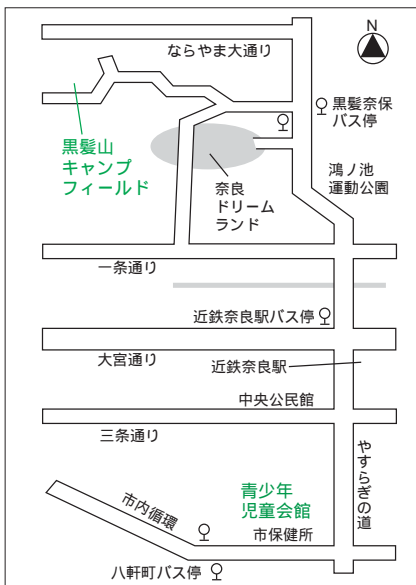 N
ならやま大通り
黒髪奈保
バス停
黒髪山
キャンプ
フィールド
鴻ノ池
運動公園
奈良
ドリーム
ランド
一条通り
近鉄奈良駅バス停
大宮通り
近鉄奈良駅
中央公民館
三条通り
やすらぎの道
青少年
児童会館
市内循環
市保健所
八軒町バス停